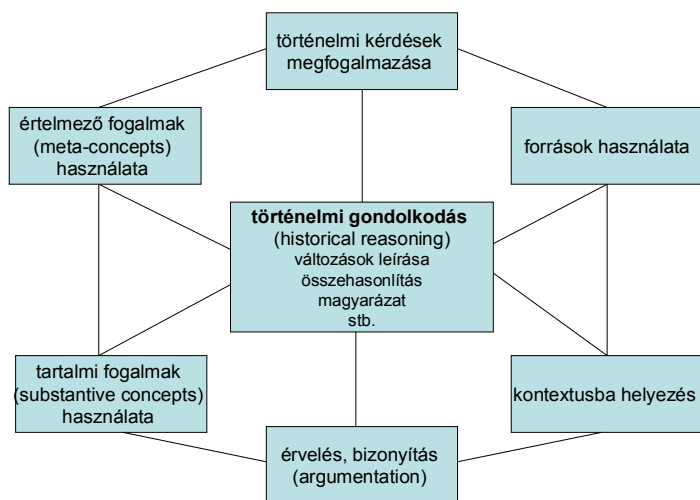 történelmi kérdések
megfogalmazása
értelmező fogalmak
(meta-concepts)
használata
források használata
történelmi gondolkodás
(historical reasoning)
változások leírása
összehasonlítás
magyarázat
stb.
tartalmi fogalmak
(substantive concepts)
használata
kontextusba helyezés
érvelés, bizonyítás
(argumentation)